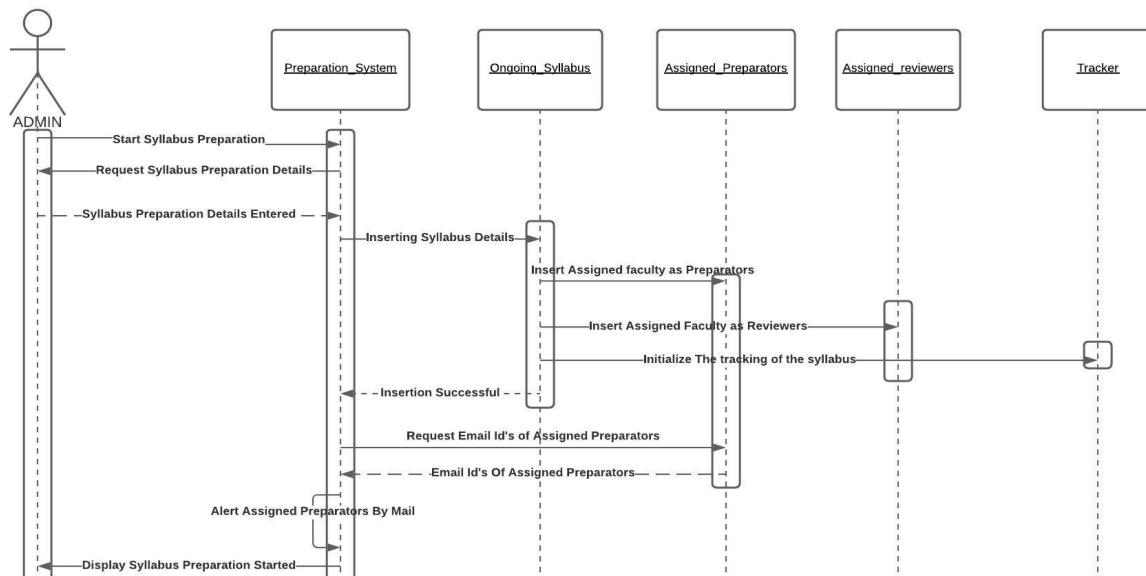 Preparation_System
Ongoing_Syllabus
Assigned_Preparators
Assigned_reviewers
Tracker
ADMIN
Start Syllabus Preparation
Request Syllabus Preparation Details
Syllabus Preparation Details Entered
Inserting Syllabus Details
Insert Assigned faculty as Preparators
Insert Assigned Faculty as Reviewers
Initialize The tracking of the syllabus
Insertion Successful
Request Email Id's of Assigned Preparators
Email Id's Of Assigned Preparators
Alert Assigned Preparators By Mail
Display Syllabus Preparation Started